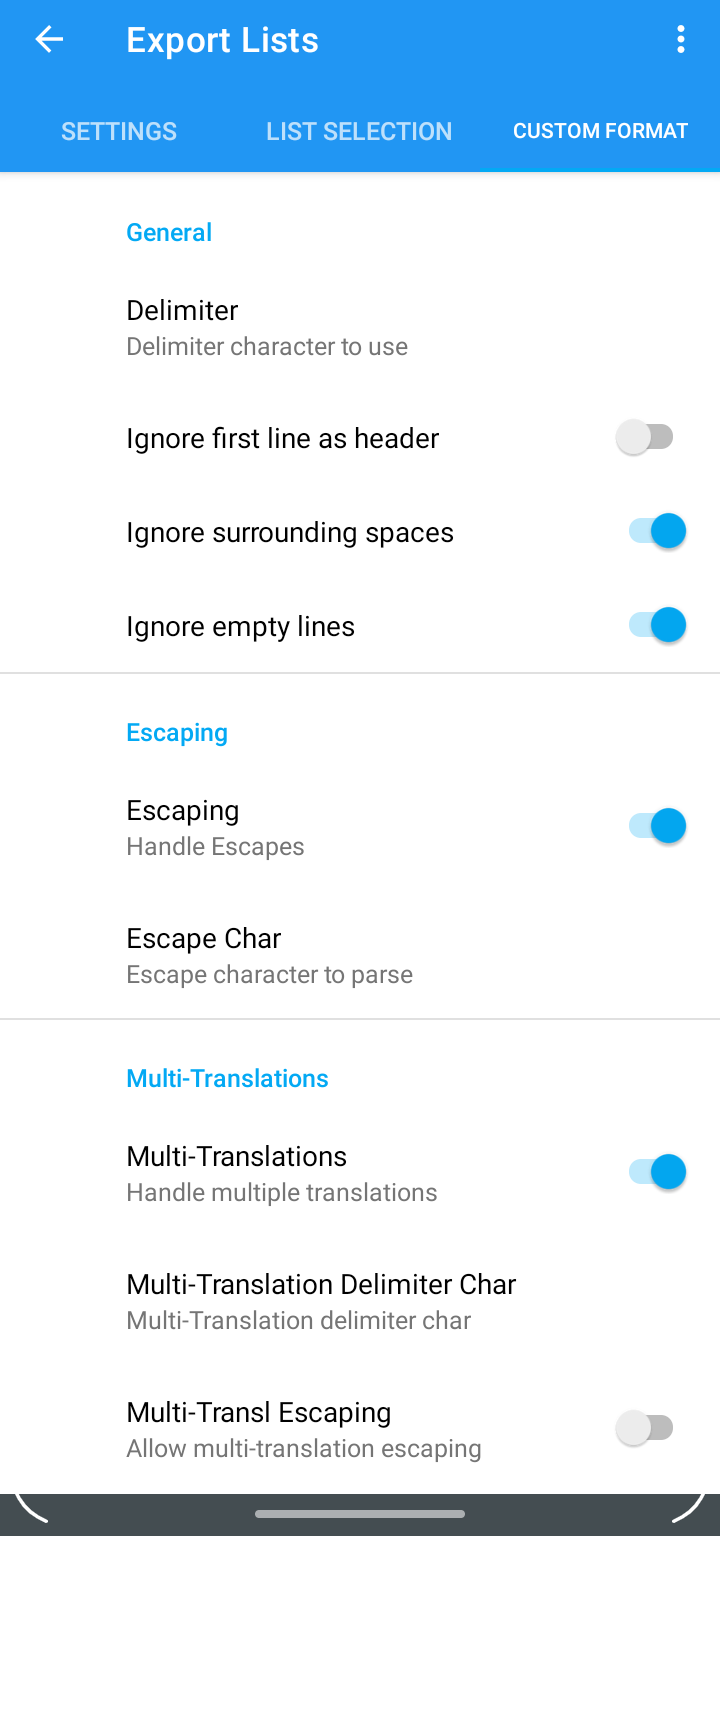 Export Lists
SETTINGS
LIST SELECTION
CUSTOM FORMAT
General
Delimiter
Delimiter character to use
Ignore first line as header
Ignore surrounding spaces
Ignore empty lines
Escaping
Escaping
Handle Escapes
Escape Char
Escape character to parse
Multi-Translations
Multi-Translations
Handle multiple translations
Multi-Translation Delimiter Char
Multi-Translation delimiter char
Multi-Transl Escaping
Allow multi-translation escaping